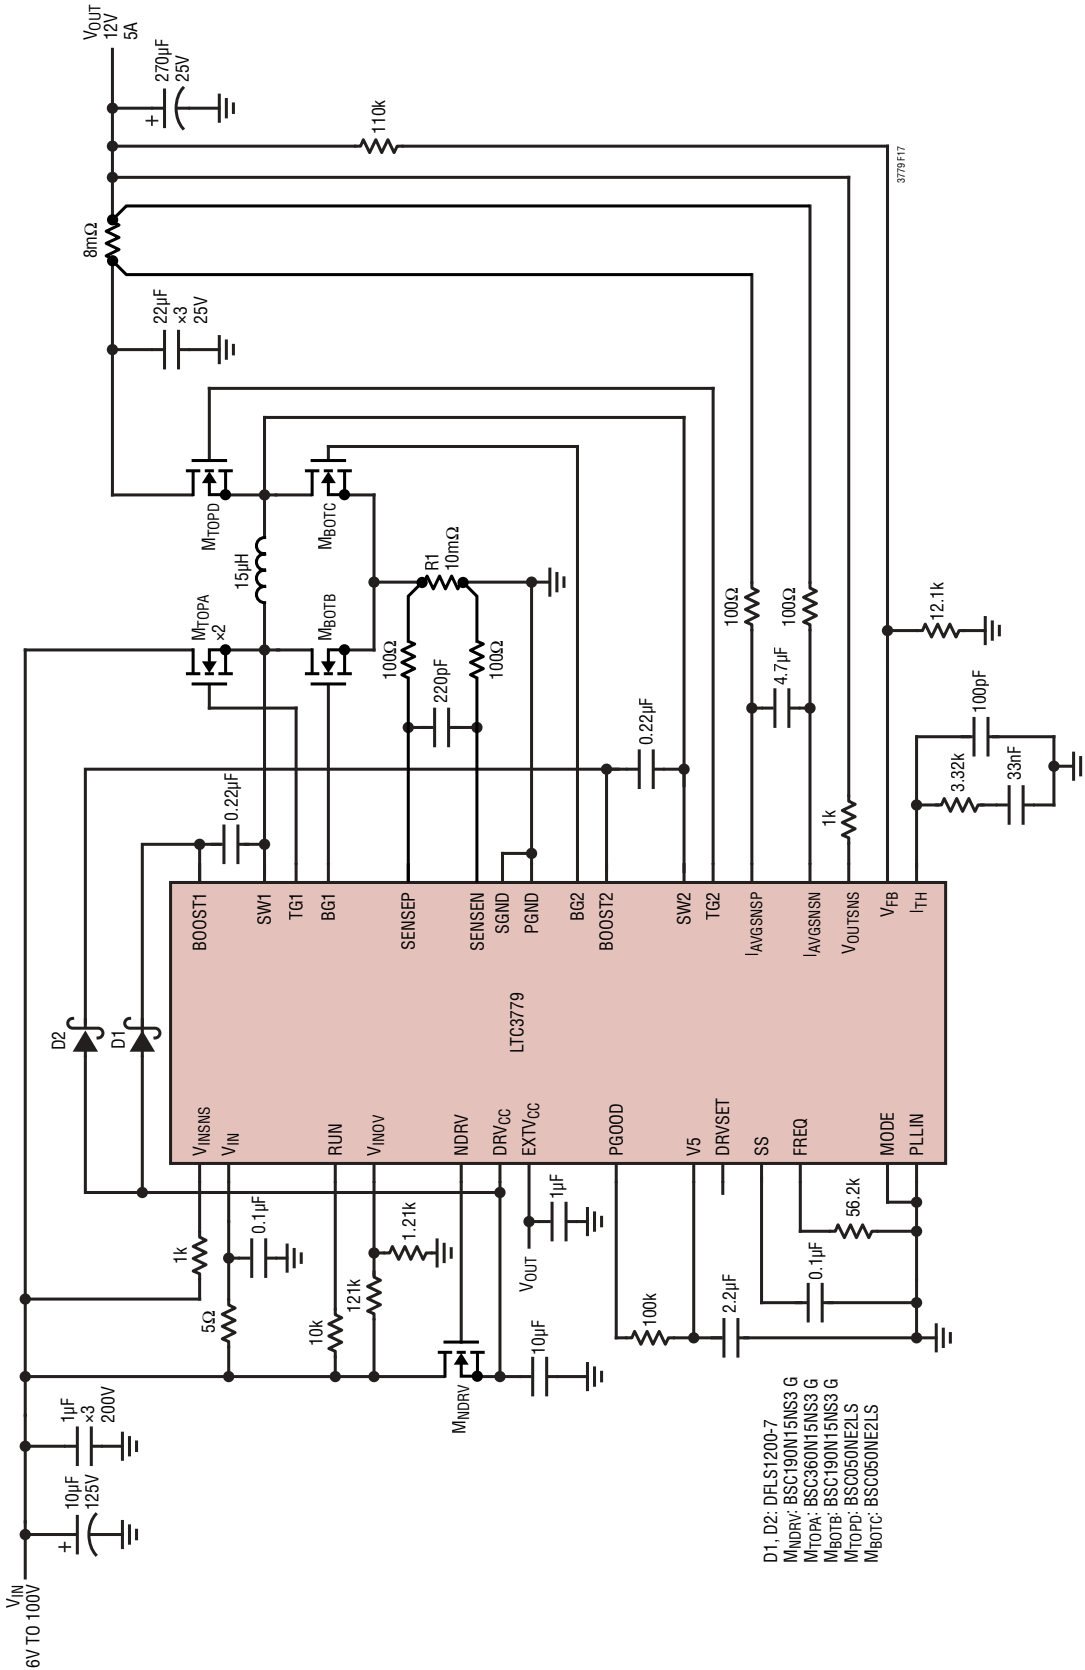 VIN
6V TO 100V
10µF
125V
+
1µF
×3
200V
5Ω
1k
0.1µF
10k
121k
1.21k
MNDRV
10µF
VOUT
1µF
100k
2.2µF
0.1µF
56.2k
D2
D1
LTC3779
VINSNS
VIN
RUN
VINOV
NDRV
DRVCC
EXTVCC
PGOOD
V5
DRVSET
SS
FREQ
MODE
PLLIN
BOOST1
SW1
TG1
BG1
SENSEP
SENSEN
SGND
PGND
BG2
BOOST2
SW2
TG2
IAVGSNSP
IAVGSNSN
VOUTSNS
VFB
ITH
0.22µF
MTOPA
×2
MBOTB
100Ω
220pF
100Ω
0.22µF
15µH
MTOPD
MBOTC
R1
10mΩ
22µF
×3
25V
8mΩ
VOUT
12V
5A
+
270µF
25V
110k
100Ω
100Ω
4.7µF
1k
12.1k
100pF
3.32k
33nF
3779 F17
D1, D2: DFLS1200-7
MNDRV: BSC190N15NS3 G
MTOPA: BSC360N15NS3 G
MBOTB: BSC190N15NS3 G
MTOPD: BSC050NE2LS
MBOTC: BSC050NE2LS